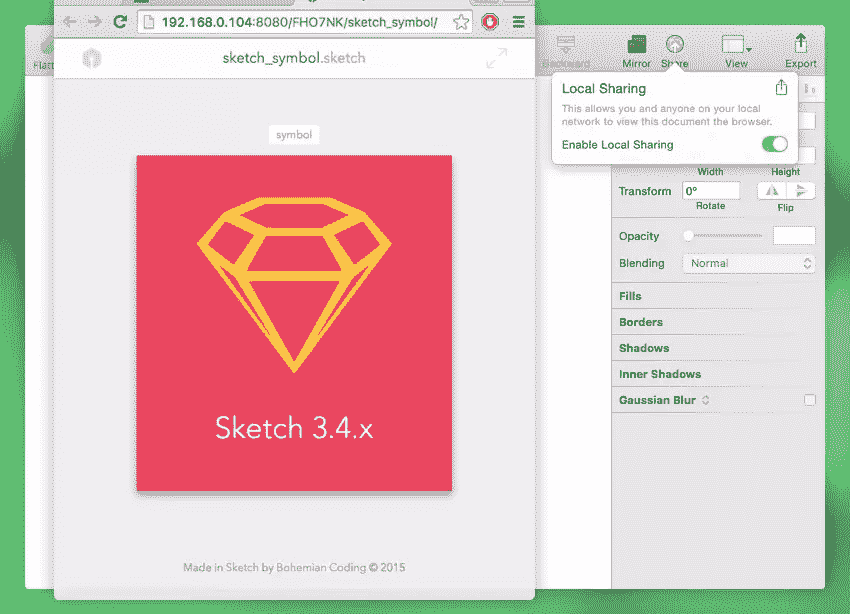 192.168.0.104:8080/FHO7NK/sketch_symbol/
sketch_symbol.sketch
symbol
Sketch 3.4.x
Made in Sketch by Bohemian Coding © 2015
Backward
Mirror
Share
View
Export
Local Sharing
This allows you and anyone on your local
network to view this document the browser.
Enable Local Sharing
Width
Height
Transform
0°
Rotate
Flip
Opacity
Blending
Normal
Fills
Borders
Shadows
Inner Shadows
Gaussian Blur